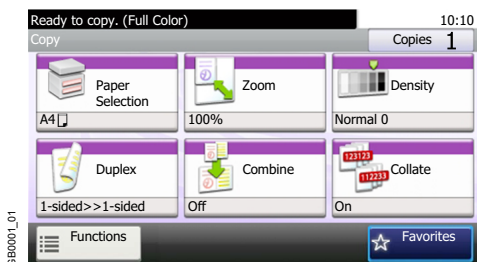 Ready to copy. (Full Color)
10:10
Copy
Copies 1
Paper
Selection
A4
Zoom
100%
Density
Normal 0
Duplex
1-sided>>1-sided
Combine
Off
123123
112233
Collate
On
Functions
Favorites
GB0001_01